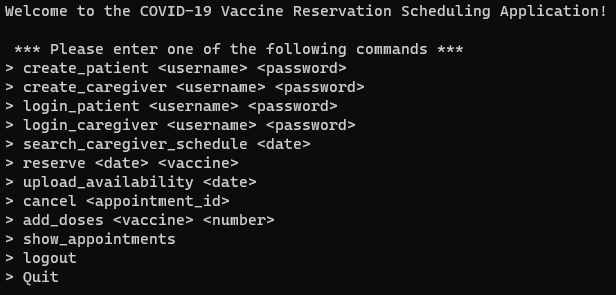 Welcome to the COVID-19 Vaccine Reservation Scheduling Application!
*** Please enter one of the following commands ***
> create_patient <username> <password>
> create_caregiver <username> <password>
> login_patient <username> <password>
> login_caregiver <username> <password>
> search_caregiver_schedule <date>
> reserve <date> <vaccine>
> upload_availability <date>
> cancel <appointment_id>
> add_doses <vaccine> <number>
> show_appointments
> logout
> Quit